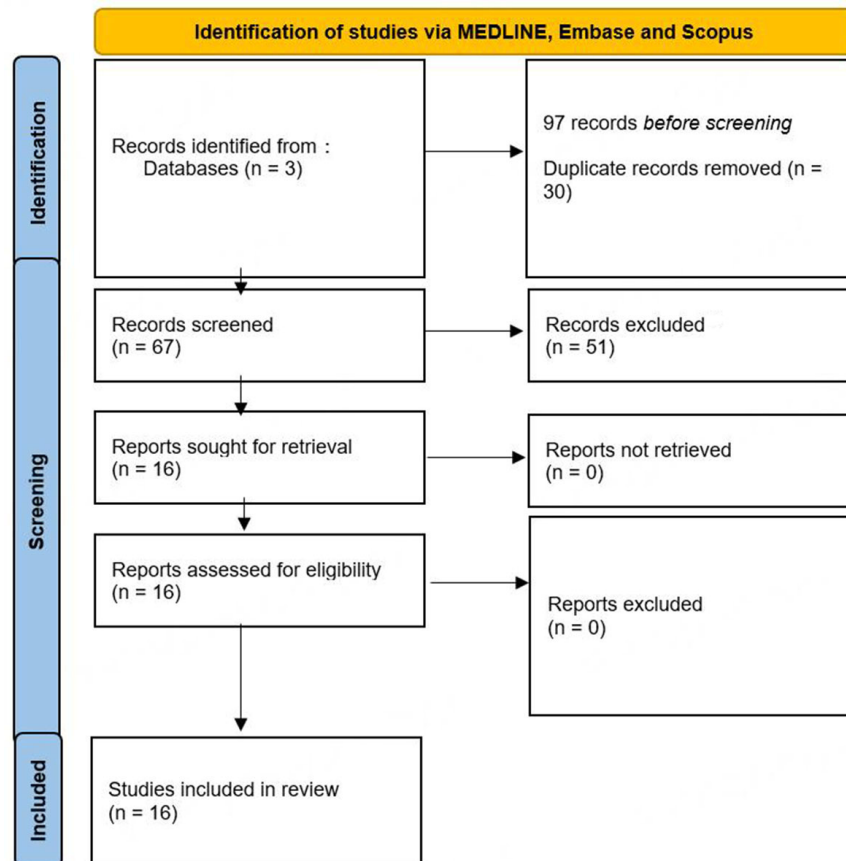 Identification of studies via MEDLINE, Embase and Scopus
Identification
Records identified from :
Databases (n = 3)
97 records before screening
Duplicate records removed (n =
30)
Screening
Records screened
(n = 67)
Records excluded
(n = 51)
Reports sought for retrieval
(n = 16)
Reports not retrieved
(n = 0)
Reports assessed for eligibility
(n = 16)
Reports excluded
(n = 0)
Included
Studies included in review
(n = 16)